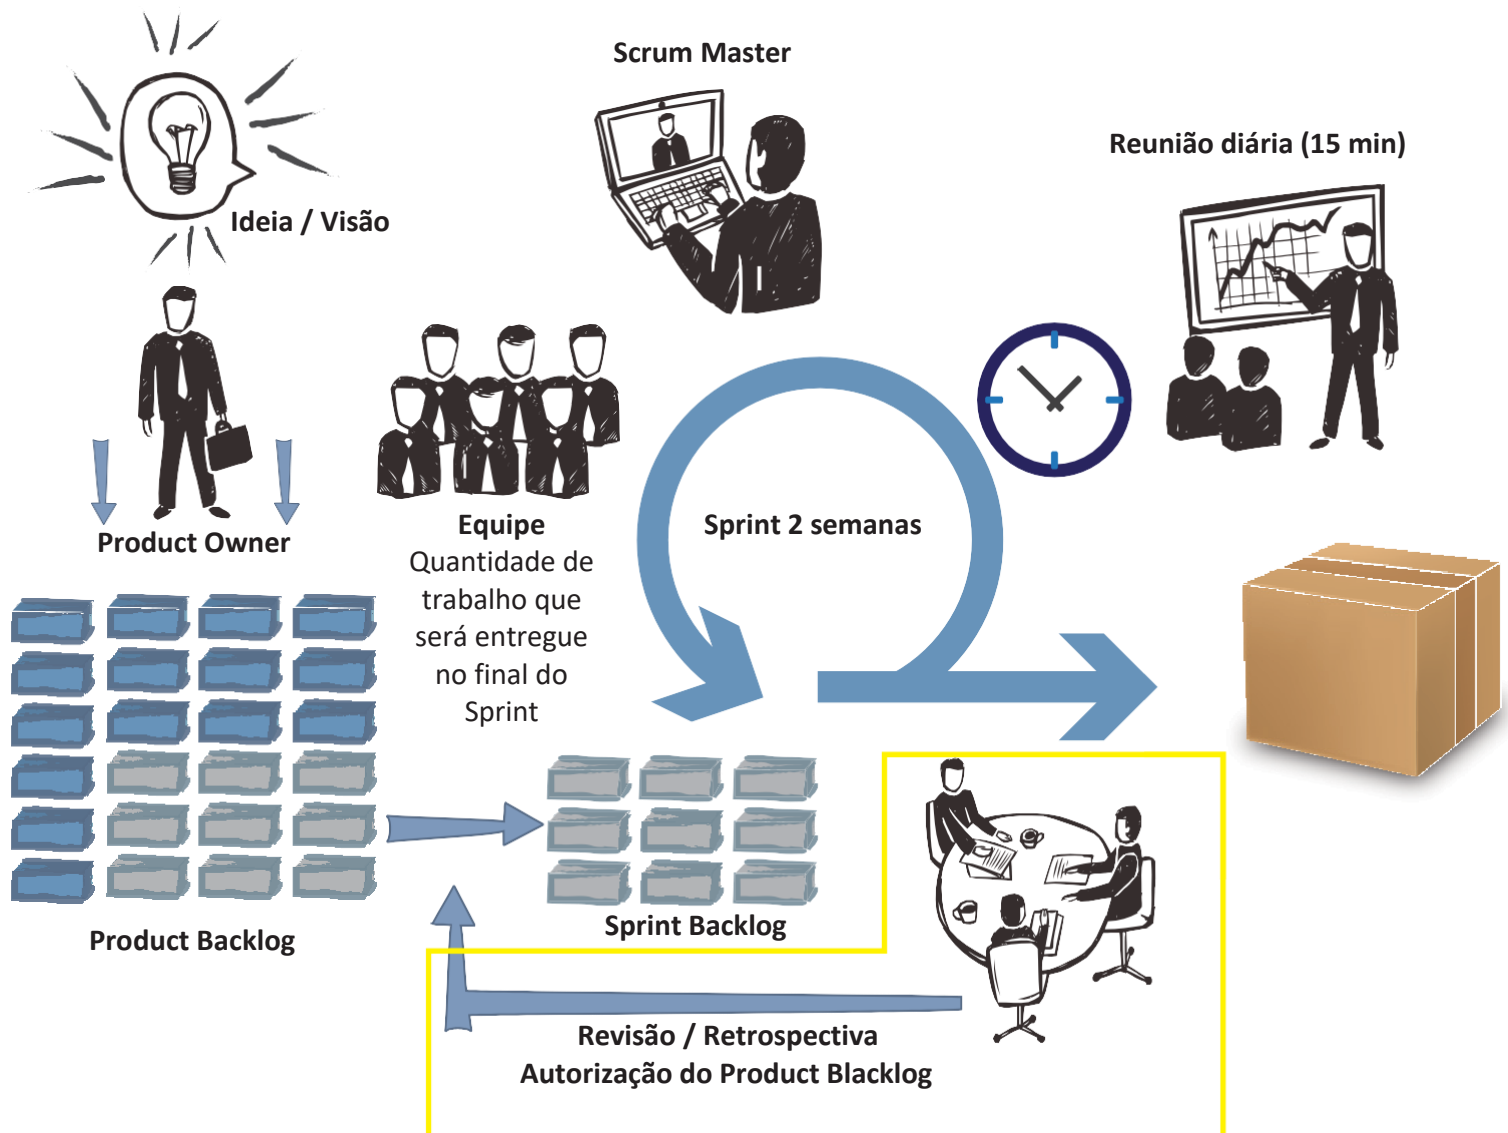 Scrum Master
Reunião diária (15 min)
Ideia / Visão
Product Owner
Equipe
Quantidade de
trabalho que
será entregue
no final do
Sprint
Sprint 2 semanas
Product Backlog
Sprint Backlog
Revisão / Retrospectiva
Autorização do Product Blacklog